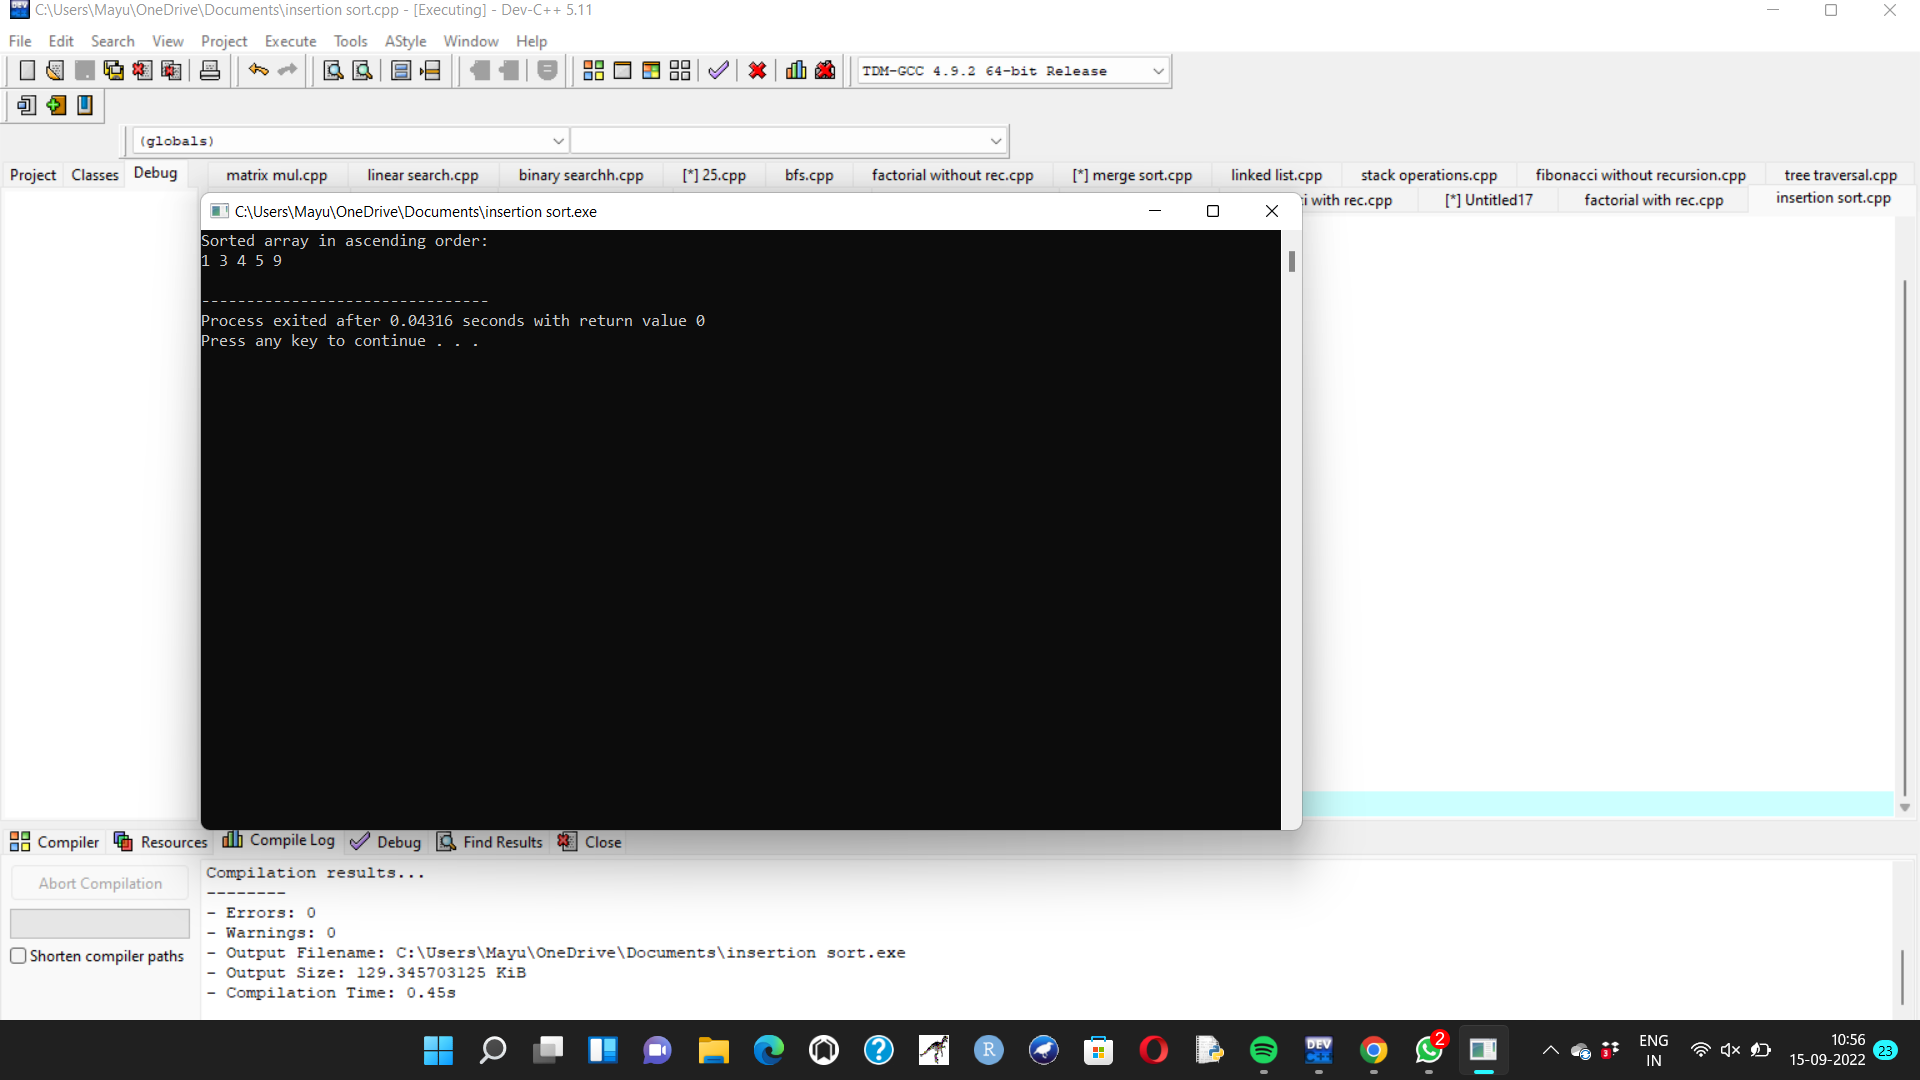 C:\Users\Mayu\OneDrive\Documents\insertion sort.cpp - [Executing] - Dev-C++ 5.11
File Edit Search View Project Execute Tools AStyle Window Help
TDM-GCC 4.9.2 64-bit Release
(globals)
Project Classes Debug
matrix mul.cpp linear search.cpp binary searchh.cpp [*] 25.cpp bfs.cpp factorial without rec.cpp [*] merge sort.cpp linked list.cpp stack operations.cpp fibonacci without recursion.cpp tree traversal.cpp
i with rec.cpp [*] Untitled17 factorial with rec.cpp insertion sort.cpp
C:\Users\Mayu\OneDrive\Documents\insertion sort.exe
Sorted array in ascending order:
1 3 4 5 9
--------------------------------
Process exited after 0.04316 seconds with return value 0
Press any key to continue . . .
Compiler Resources Compile Log Debug Find Results Close
Abort Compilation
Shorten compiler paths
Compilation results...
--------
- Errors: 0
- Warnings: 0
- Output Filename: C:\Users\Mayu\OneDrive\Documents\insertion sort.exe
- Output Size: 129.345703125 KiB
- Compilation Time: 0.45s
R
DEV
C++
2
3
ENG
IN
10:56
15-09-2022
23